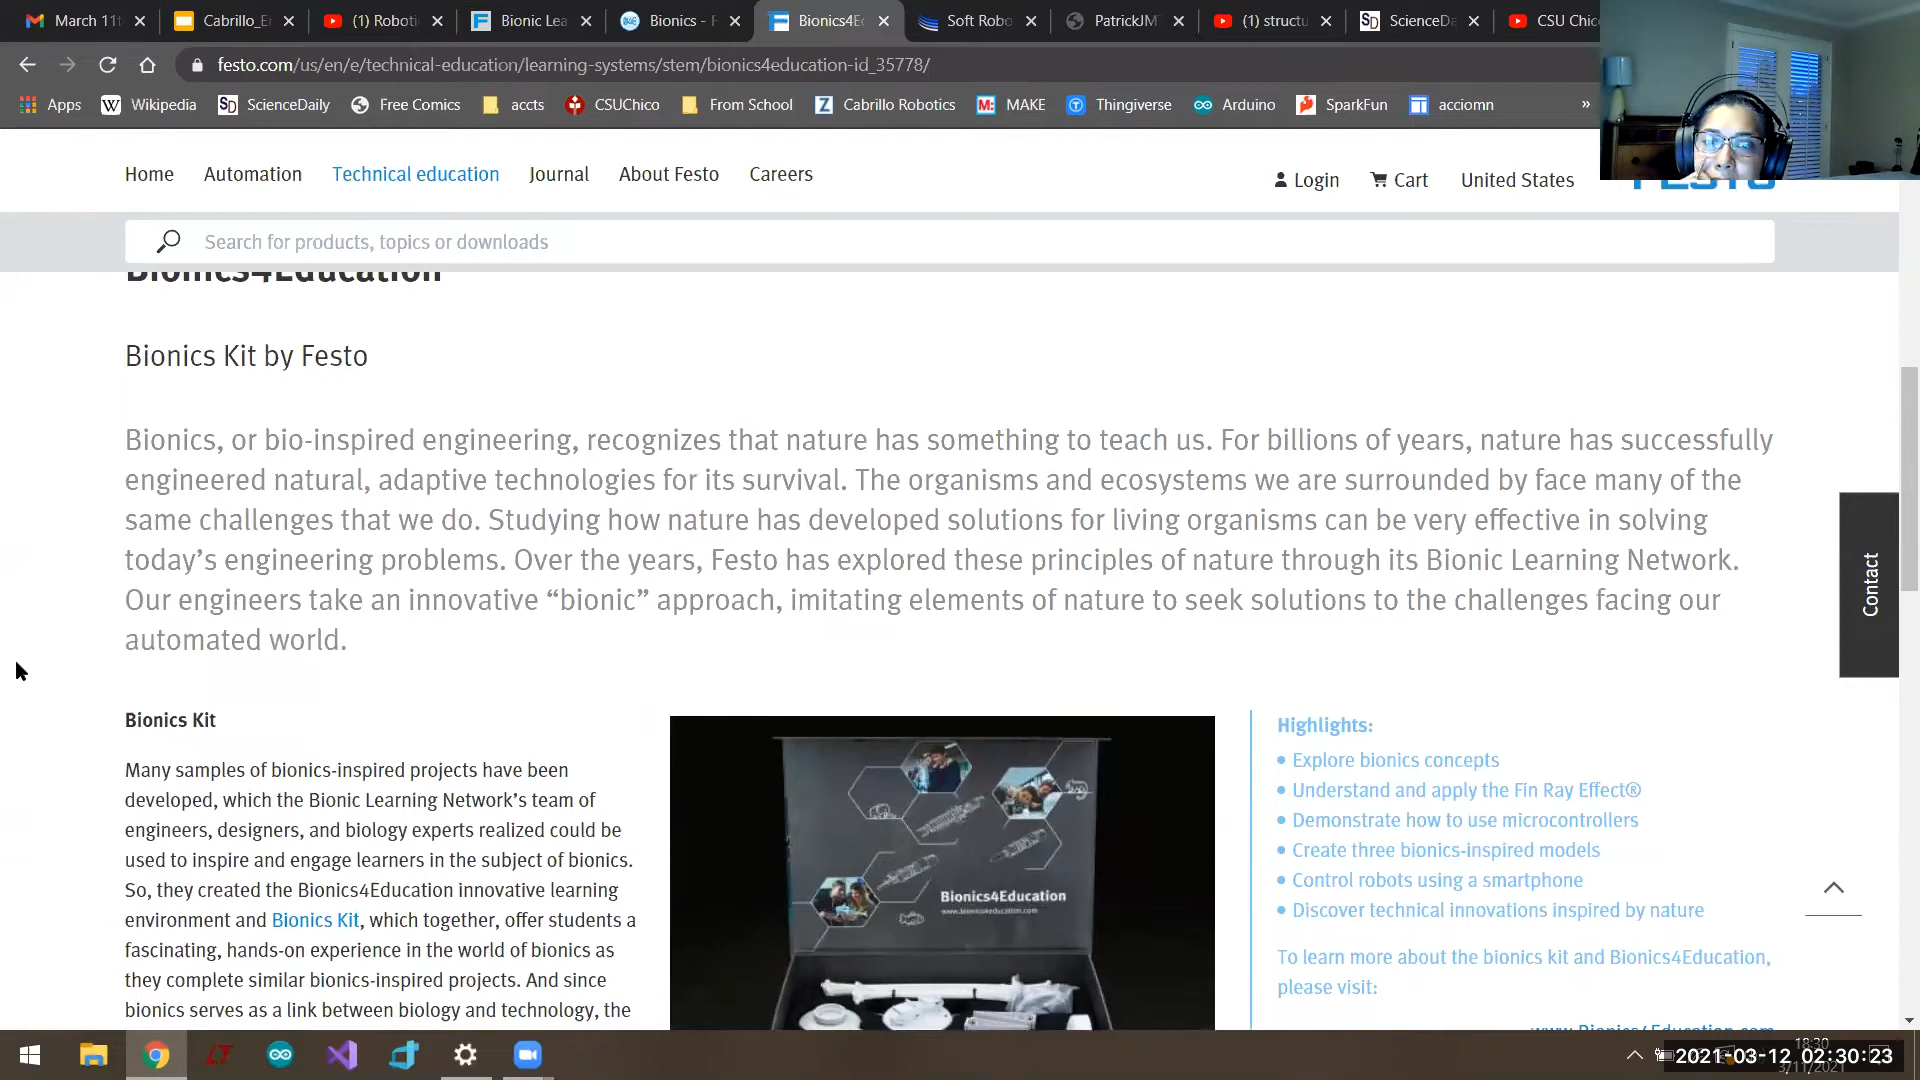 March 11t
Cabrillo_E
(1) Roboti
Bionic Lea
Bionics - F
Bionics4E
Soft Robo
PatrickJM
(1) structu
ScienceDa
CSU Chic
festo.com/us/en/e/technical-education/learning-systems/stem/bionics4education-id_35778/
Apps
Wikipedia
ScienceDaily
Free Comics
accts
CSUChico
From School
Cabrillo Robotics
MAKE
Thingiverse
Arduino
SparkFun
acciomn
»
Home
Automation
Technical education
Journal
About Festo
Careers
Login
Cart
United States
FESTO
Search for products, topics or downloads
Bionics4Education
Bionics Kit by Festo
Bionics, or bio-inspired engineering, recognizes that nature has something to teach us. For billions of years, nature has successfully
engineered natural, adaptive technologies for its survival. The organisms and ecosystems we are surrounded by face many of the
same challenges that we do. Studying how nature has developed solutions for living organisms can be very effective in solving
today’s engineering problems. Over the years, Festo has explored these principles of nature through its Bionic Learning Network.
Our engineers take an innovative “bionic” approach, imitating elements of nature to seek solutions to the challenges facing our
automated world.
Contact
Bionics Kit
Many samples of bionics-inspired projects have been
developed, which the Bionic Learning Network’s team of
engineers, designers, and biology experts realized could be
used to inspire and engage learners in the subject of bionics.
So, they created the Bionics4Education innovative learning
environment and Bionics Kit, which together, offer students a
fascinating, hands-on experience in the world of bionics as
they complete similar bionics-inspired projects. And since
bionics serves as a link between biology and technology, the
Bionics4Education
www.bionics4education.com
Highlights:
• Explore bionics concepts
• Understand and apply the Fin Ray Effect®
• Demonstrate how to use microcontrollers
• Create three bionics-inspired models
• Control robots using a smartphone
• Discover technical innovations inspired by nature
To learn more about the bionics kit and Bionics4Education,
please visit:
www.Bionics4Education.com
18:30
3/11/2021
2021-03-12 02:30:23